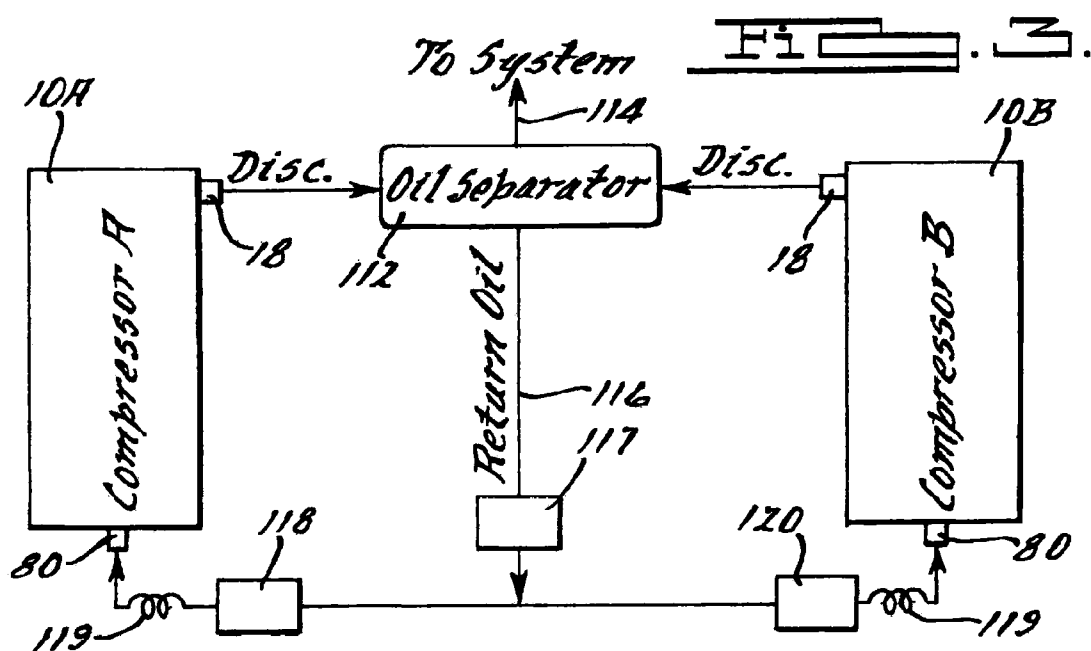 Fig. 3.
To System
114
10A
10B
Disc.
Oil Separator
Disc.
18
112
18
Compressor A
Return Oil
Compressor B
116
117
80
118
120
80
119
119